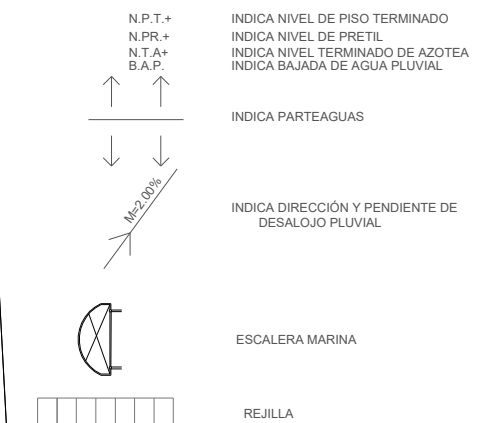 N.P.T.+ INDICA NIVEL DE PISO TERMINADO
N.PR.+ INDICA NIVEL DE PRETIL
N.T.A+ INDICA NIVEL TERMINADO DE AZOTEA
B.A.P. INDICA BAJADA DE AGUA PLUVIAL
INDICA PARTEAGUAS
M=2.00%
INDICA DIRECCIÓN Y PENDIENTE DE
DESALOJO PLUVIAL
ESCALERA MARINA
REJILLA